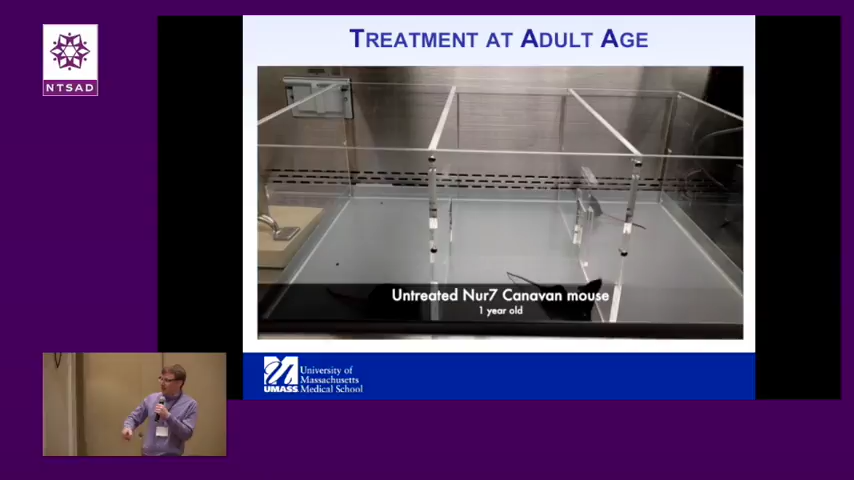 NTSAD
TREATMENT AT ADULT AGE
Untreated Nur7 Canavan mouse
1 year old
University of
Massachusetts
UMASS Medical School